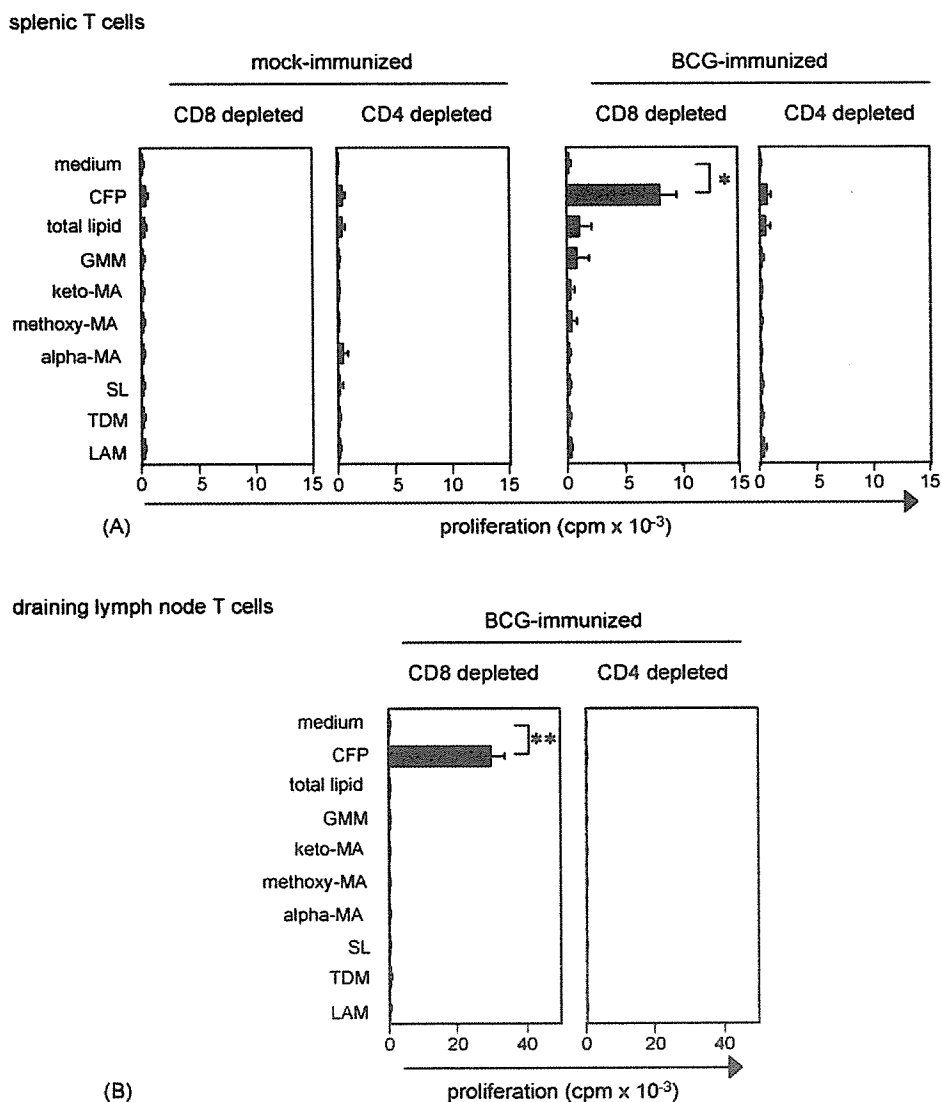 splenic T cells
mock-immunized
BCG-immunized
CD8 depleted
CD4 depleted
CD8 depleted
CD4 depleted
medium
CFP
total lipid
GMM
keto-MA
methoxy-MA
alpha-MA
SL
TDM
LAM
*
0 5 10 15
0 5 10 15
0 5 10 15
0 5 10 15
(A)
proliferation (cpm x 10-3)
draining lymph node T cells
BCG-immunized
CD8 depleted
CD4 depleted
medium
CFP
total lipid
GMM
keto-MA
methoxy-MA
alpha-MA
SL
TDM
LAM
**
0 20 40
0 20 40
(B)
proliferation (cpm x 10-3)